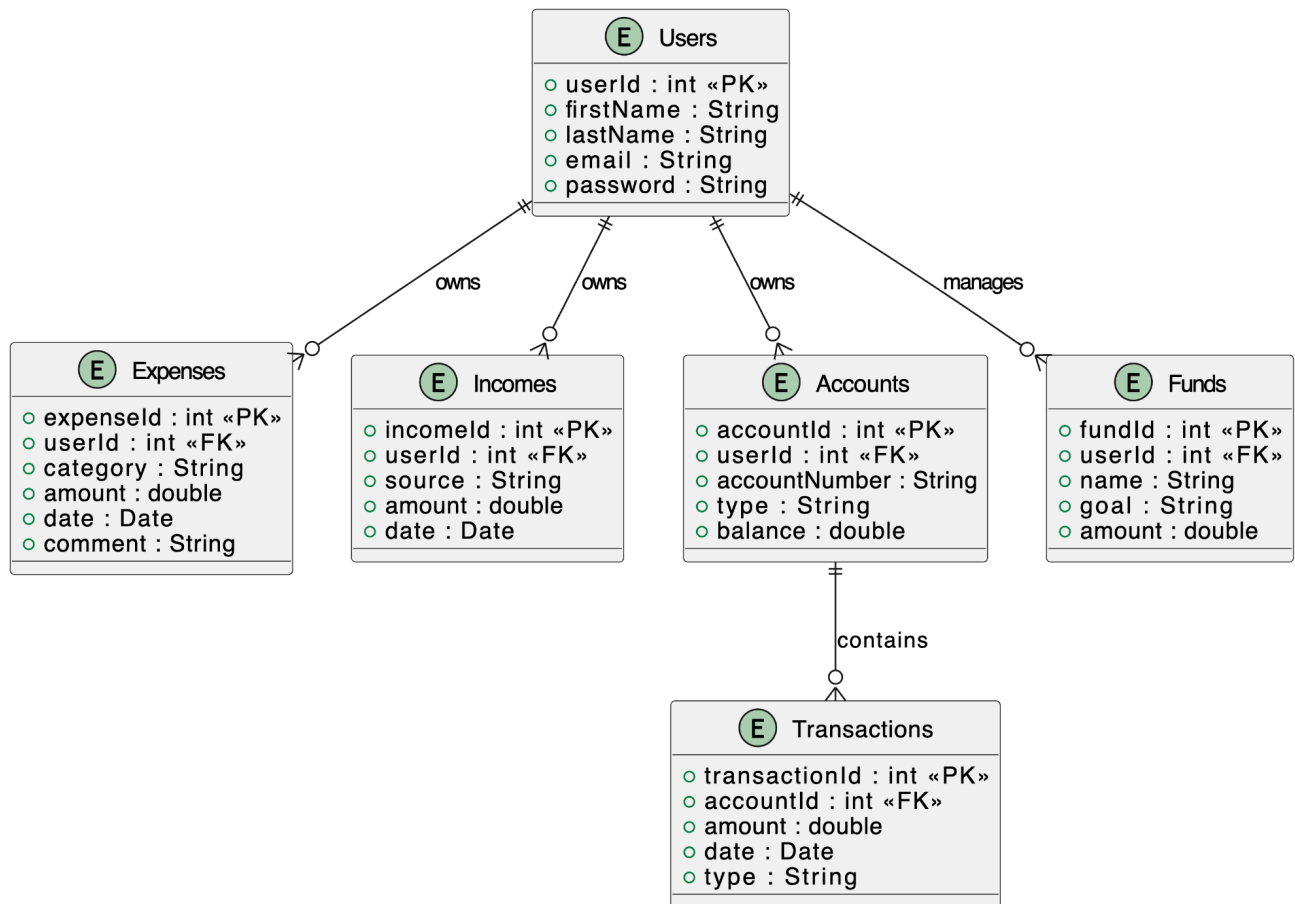 E Users
userId : int «PK»
firstName : String
lastName : String
email : String
password : String
owns
owns
owns
manages
E Expenses
expenseId : int «PK»
userId : int «FK»
category : String
amount : double
date : Date
comment : String
E Incomes
incomeId : int «PK»
userId : int «FK»
source : String
amount : double
date : Date
E Accounts
accountId : int «PK»
userId : int «FK»
accountNumber : String
type : String
balance : double
E Funds
fundId : int «PK»
userId : int «FK»
name : String
goal : String
amount : double
contains
E Transactions
transactionId : int «PK»
accountId : int «FK»
amount : double
date : Date
type : String